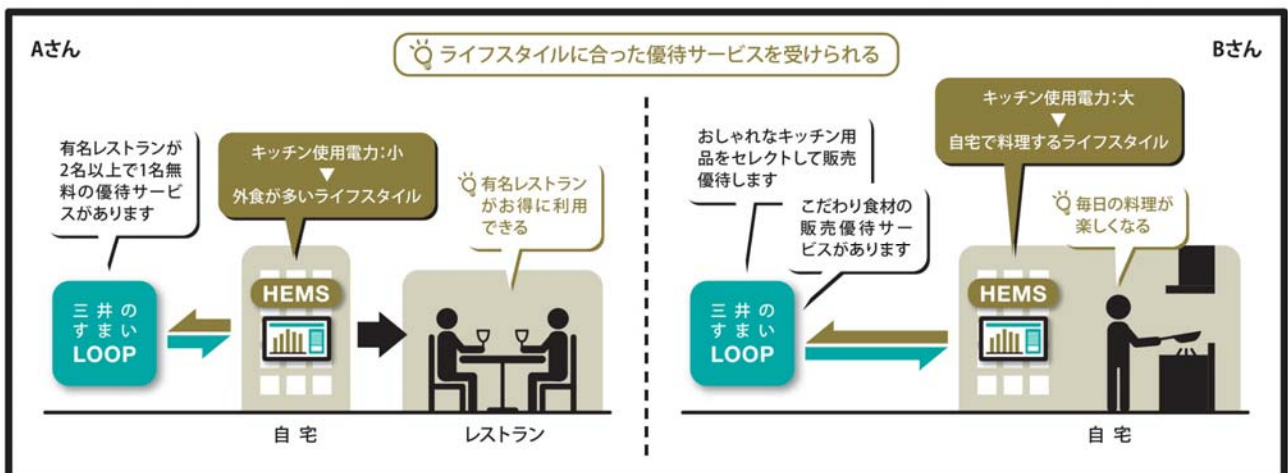 Aさん
ライフスタイルに合った優待サービスを受けられる
Bさん
有名レストランが
2名以上で1名無
料の優待サービ
スがあります
キッチン使用電力:小
▼
外食が多いライフスタイル
有名レストラン
がお得に利用
できる
三井の
すまい
LOOP
HEMS
自宅
レストラン
おしゃれなキッチン用
品をセレクトして販売
優待します
こだわり食材の
販売優待サー
ビスがあります
キッチン使用電力:大
▼
自宅で料理するライフスタイル
毎日の料理が
楽しくなる
三井の
すまい
LOOP
HEMS
自宅